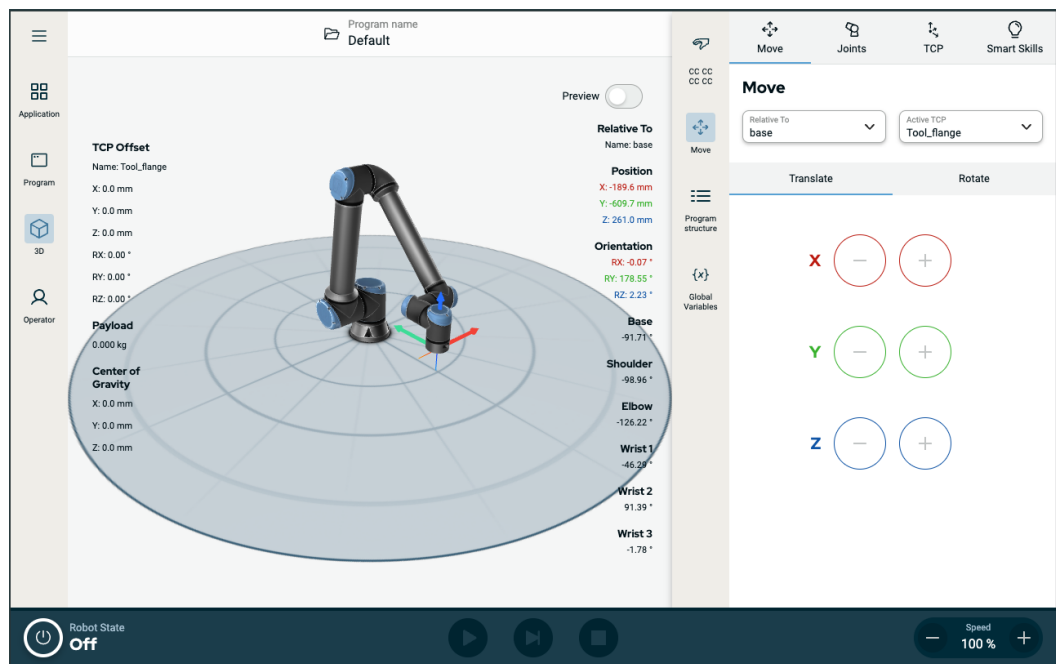 Program name
Default
Application
Program
3D
Operator
Preview
TCP Offset
Name: Tool_flange
X: 0.0 mm
Y: 0.0 mm
Z: 0.0 mm
RX: 0.00 °
RY: 0.00 °
RZ: 0.00 °
Payload
0.000 kg
Center of
Gravity
X: 0.0 mm
Y: 0.0 mm
Z: 0.0 mm
Relative To
Name: base
Position
X: -189.6 mm
Y: -609.7 mm
Z: 261.0 mm
Orientation
RX: -0.07 °
RY: 178.55 °
RZ: 2.23 °
Base
-91.71 °
Shoulder
-98.96 °
Elbow
-126.22 °
Wrist 1
-46.29 °
Wrist 2
91.39 °
Wrist 3
-1.78 °
CC CC
CC CC
Move
Program
structure
{x}
Global
Variables
Move
Joints
TCP
Smart Skills
Move
Relative To
base
Active TCP
Tool_flange
Translate
Rotate
X
Y
Z
Robot State
Off
Speed
100 %